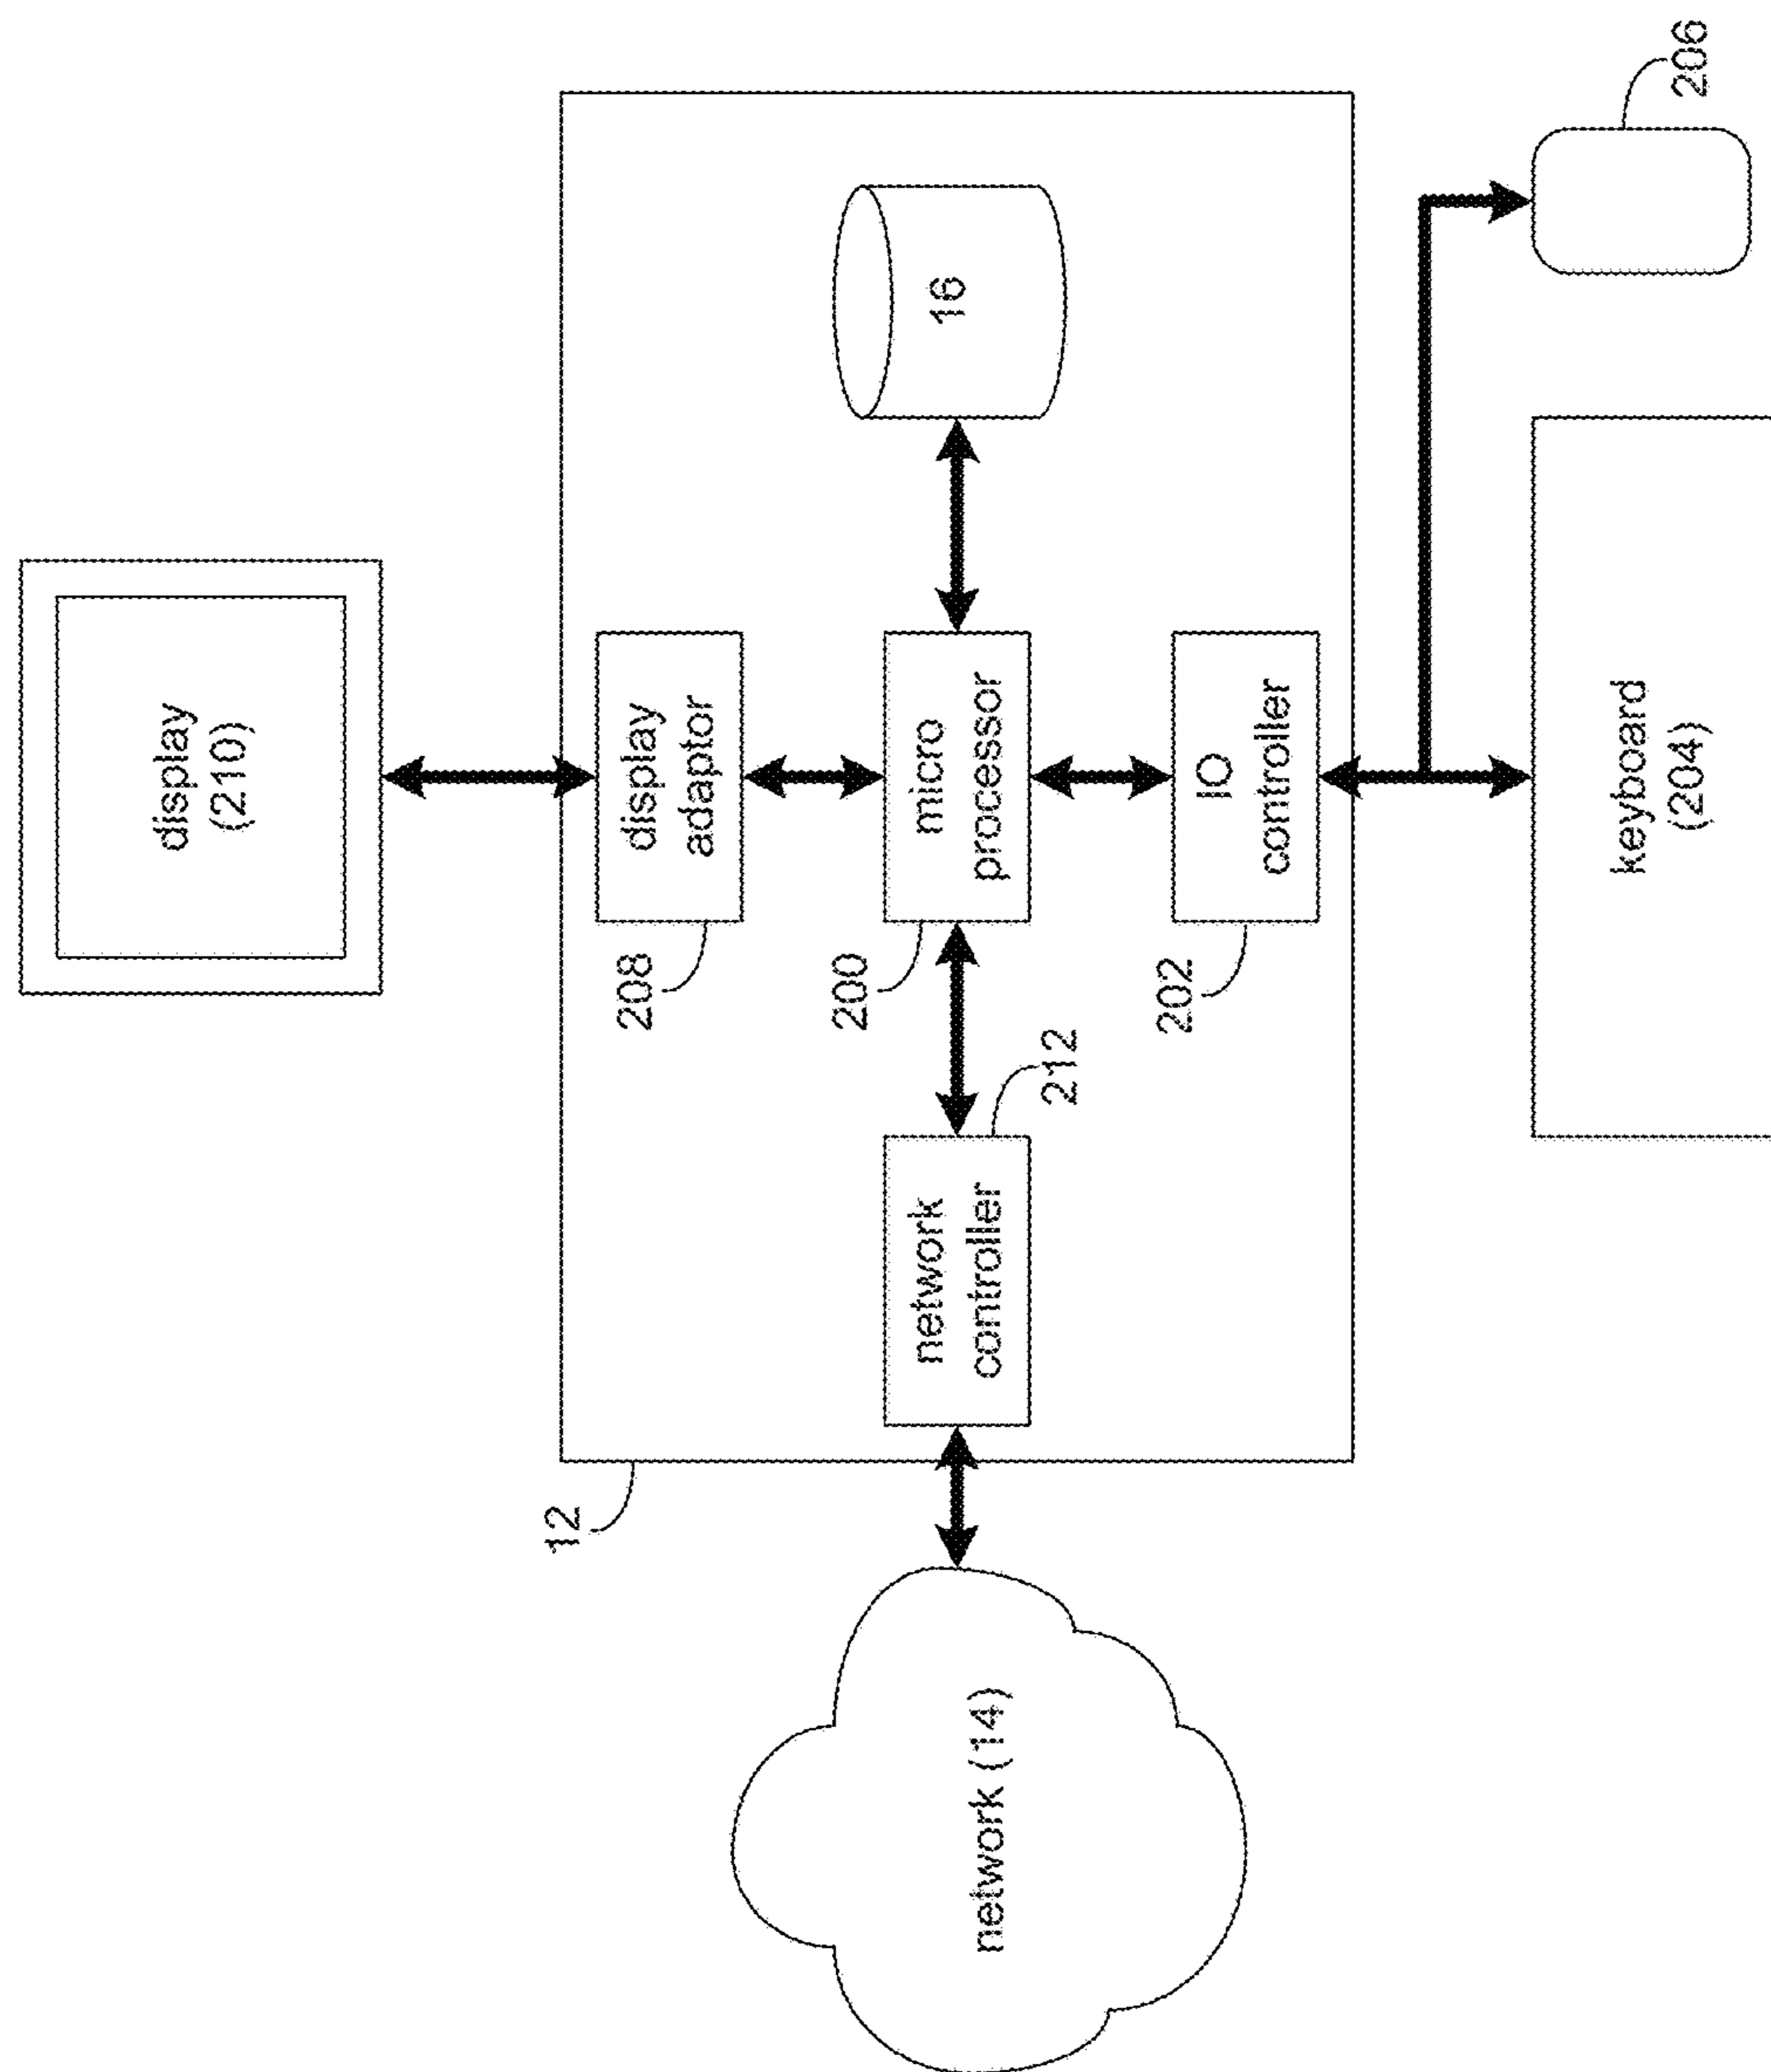 display
(210)
208
display
adaptor
12
network (14)
network
controller
212
200
micro
processor
16
202
IO
controller
keyboard
(204)
206